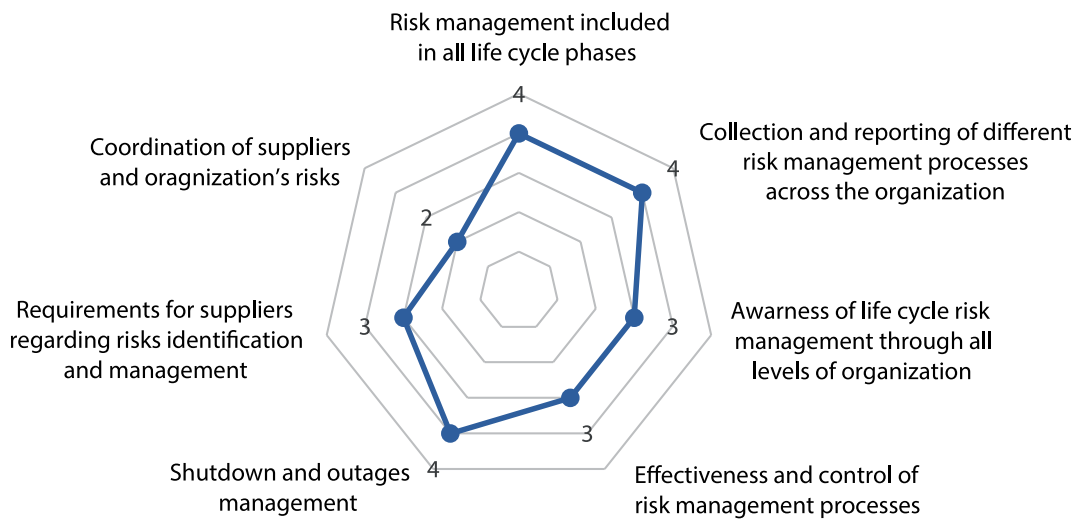 Risk management included
in all life cycle phases
4
Collection and reporting of different
risk management processes
across the organization
4
Awarness of life cycle risk
management through all
levels of organization
3
Effectiveness and control of
risk management processes
3
Shutdown and outages
management
4
Requirements for suppliers
regarding risks identification
and management
3
Coordination of suppliers
and oragnization's risks
2